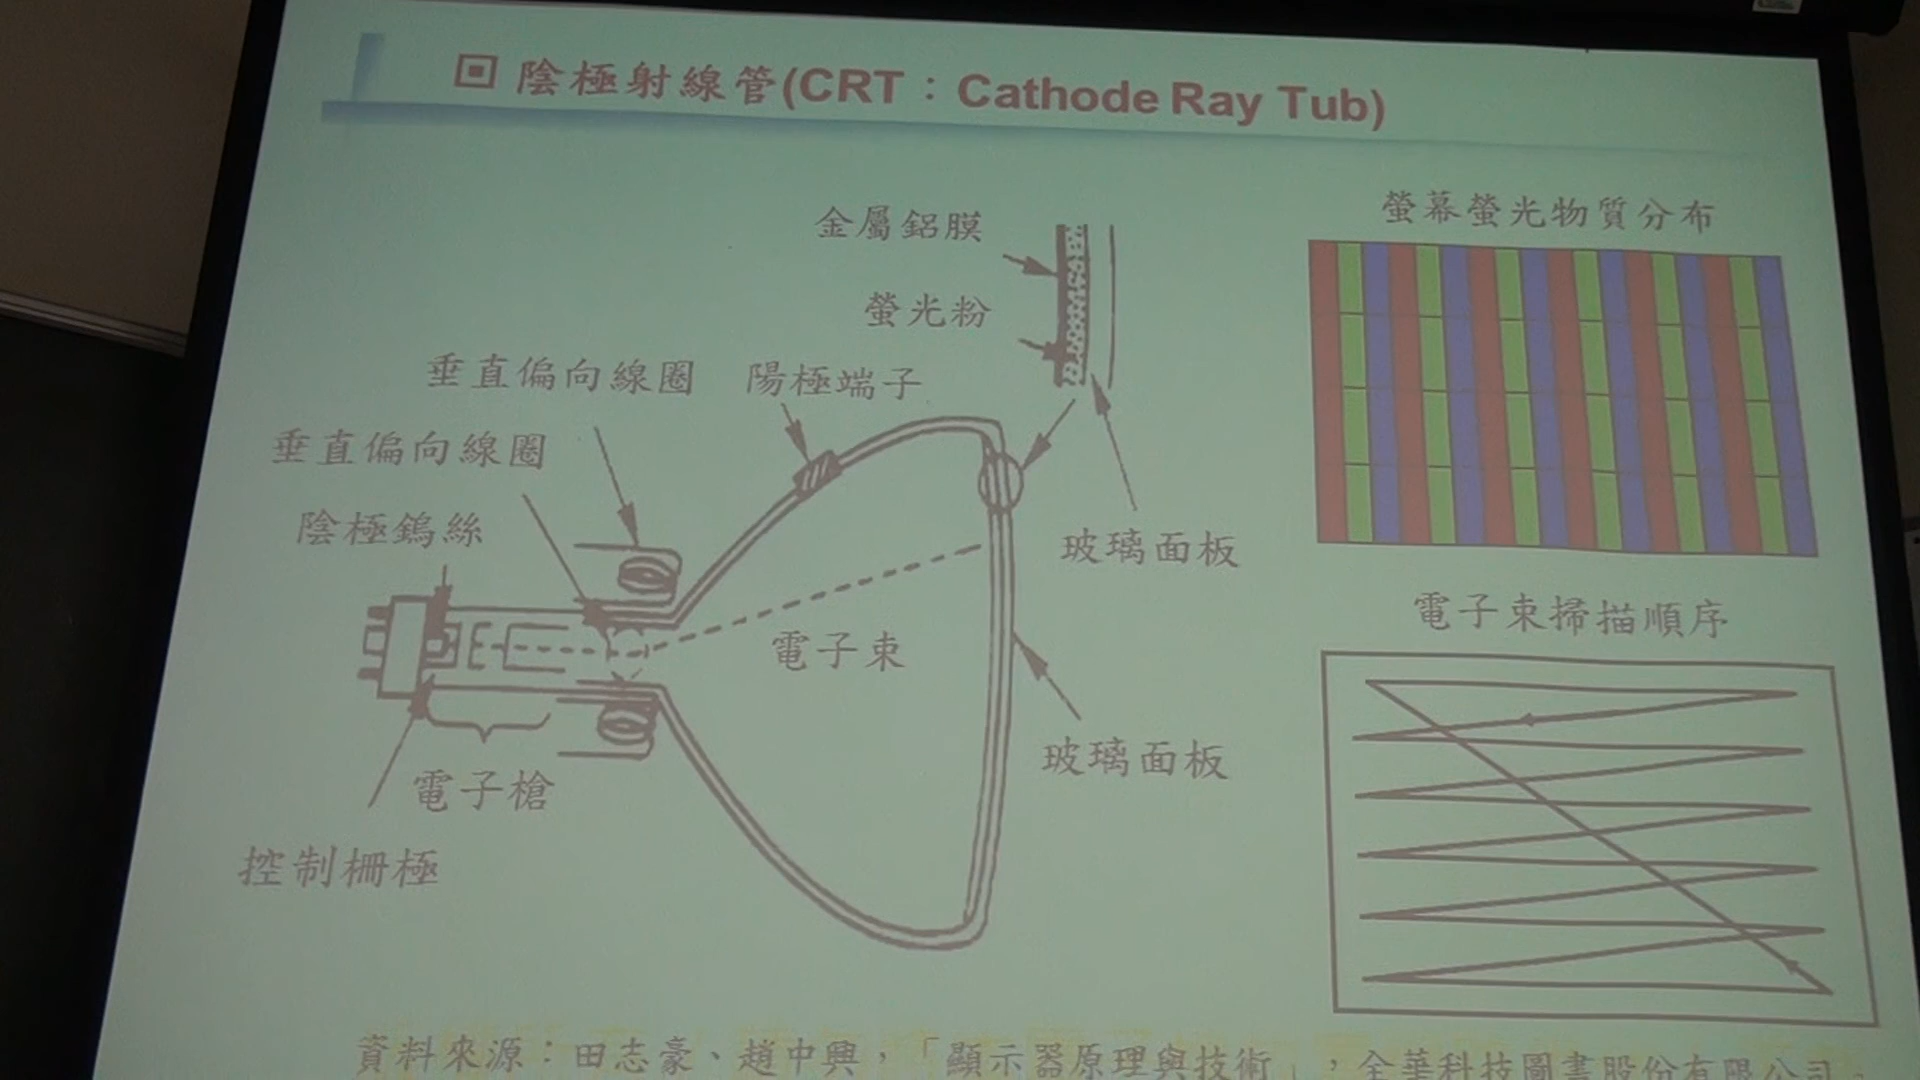 陰極射線管(CRT：Cathode Ray Tub)
金屬鋁膜
螢光粉
垂直偏向線圈
陽極端子
垂直偏向線圈
陰極鎢絲
玻璃面板
電子束
玻璃面板
電子槍
控制柵極
螢幕螢光物質分布
電子束掃描順序
資料來源：田志豪、趙中興，「顯示器原理與技術」，全華科技圖書股份有限公司。